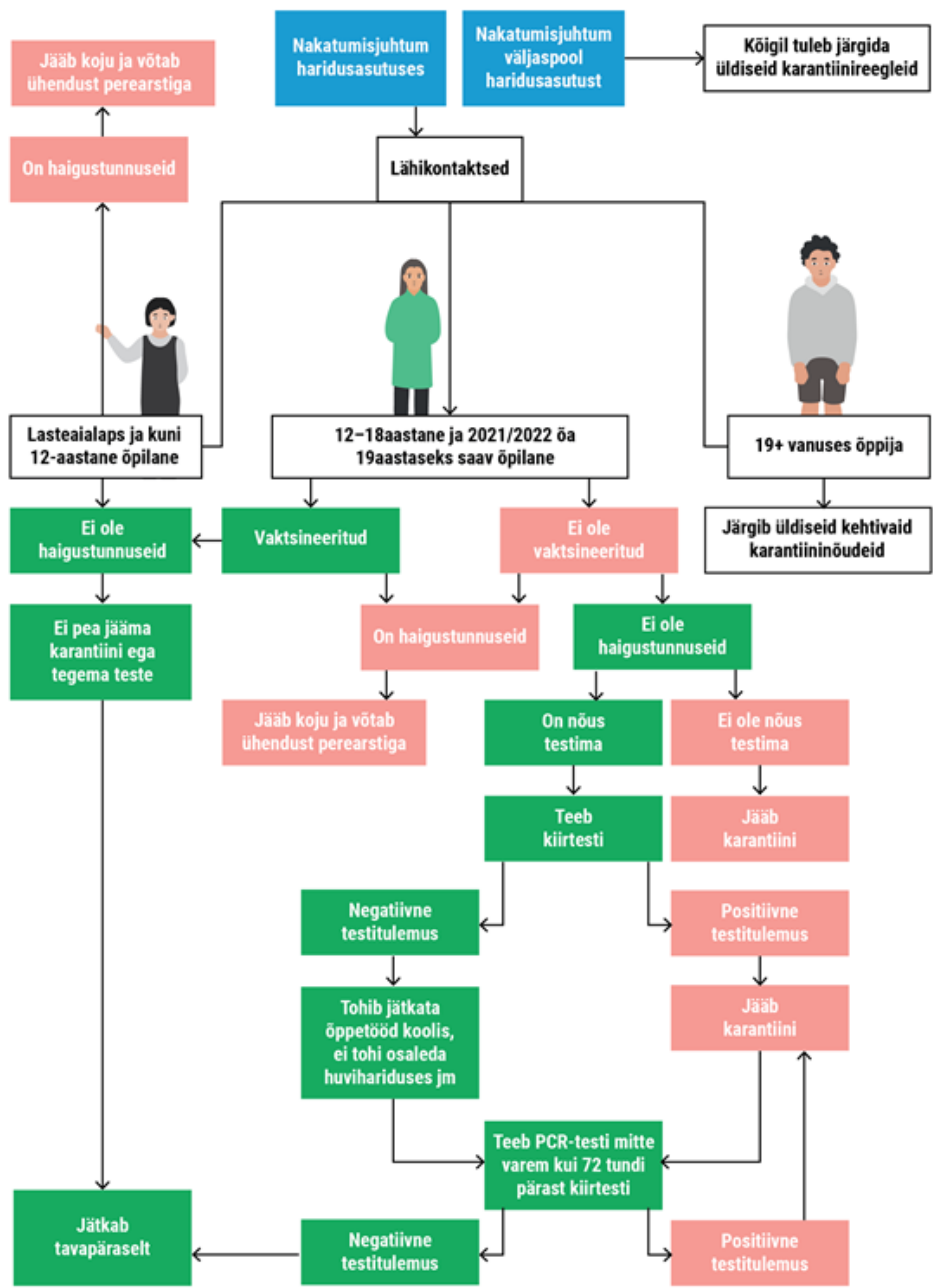 Jääb koju ja võtab
ühendust perearstiga
Nakatumisjuhtum
haridusasutuses
Nakatumisjuhtum
väljaspool
haridusasutust
Kõigil tuleb järgida
üldiseid karantiinireegleid
On haigustunnuseid
Lähikontaktsed
Lasteaialaps ja kuni
12-aastane õpilane
12–18aastane ja 2021/2022 õa
19aastaseks saav õpilane
19+ vanuses õppija
Ei ole
haigustunnuseid
Vaktsineeritud
Ei ole
vaktsineeritud
Järgib üldiseid kehtivaid
karantiininõudeid
Ei pea jääma
karantiini ega
tegema teste
On haigustunnuseid
Ei ole
haigustunnuseid
Jääb koju ja võtab
ühendust perearstiga
On nõus
testima
Ei ole nõus
testima
Teeb
kiirtesti
Jääb
karantiini
Negatiivne
testitulemus
Positiivne
testitulemus
Tohib jätkata
õppetööd koolis,
ei tohi osaleda
huvihariduses jm
Jääb
karantiini
Teeb PCR-testi mitte
varem kui 72 tundi
pärast kiirtesti
Jätkab
tavapäraselt
Negatiivne
testitulemus
Positiivne
testitulemus